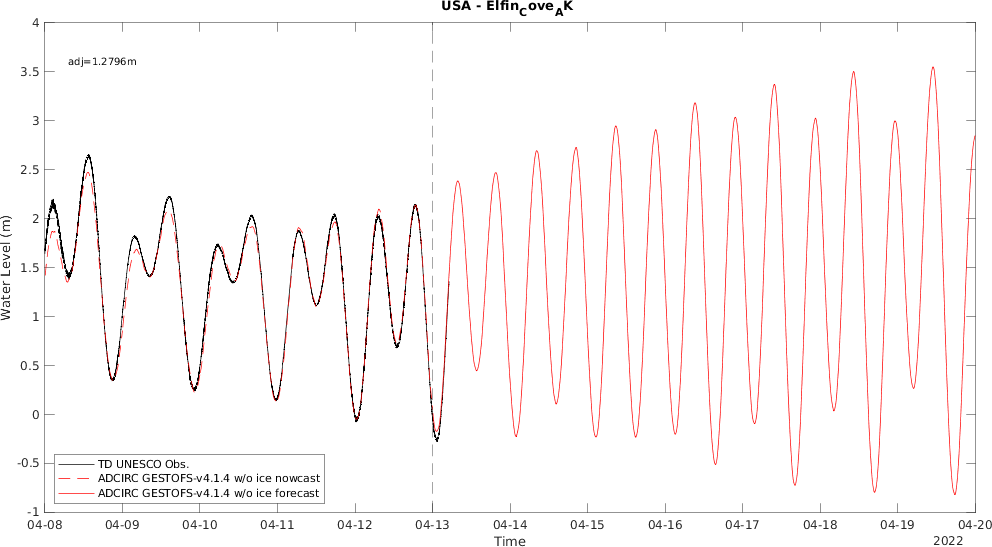 USA - Elfin_Cove_AK
adj=1.2796m
4
3.5
3
2.5
2
1.5
1
0.5
0
-0.5
-1
Water Level (m)
TD UNESCO Obs.
ADCIRC GESTOFS-v4.1.4 w/o ice nowcast
ADCIRC GESTOFS-v4.1.4 w/o ice forecast
04-08 04-09 04-10 04-11 04-12 04-13 04-14 04-15 04-16 04-17 04-18 04-19 04-20
Time
2022